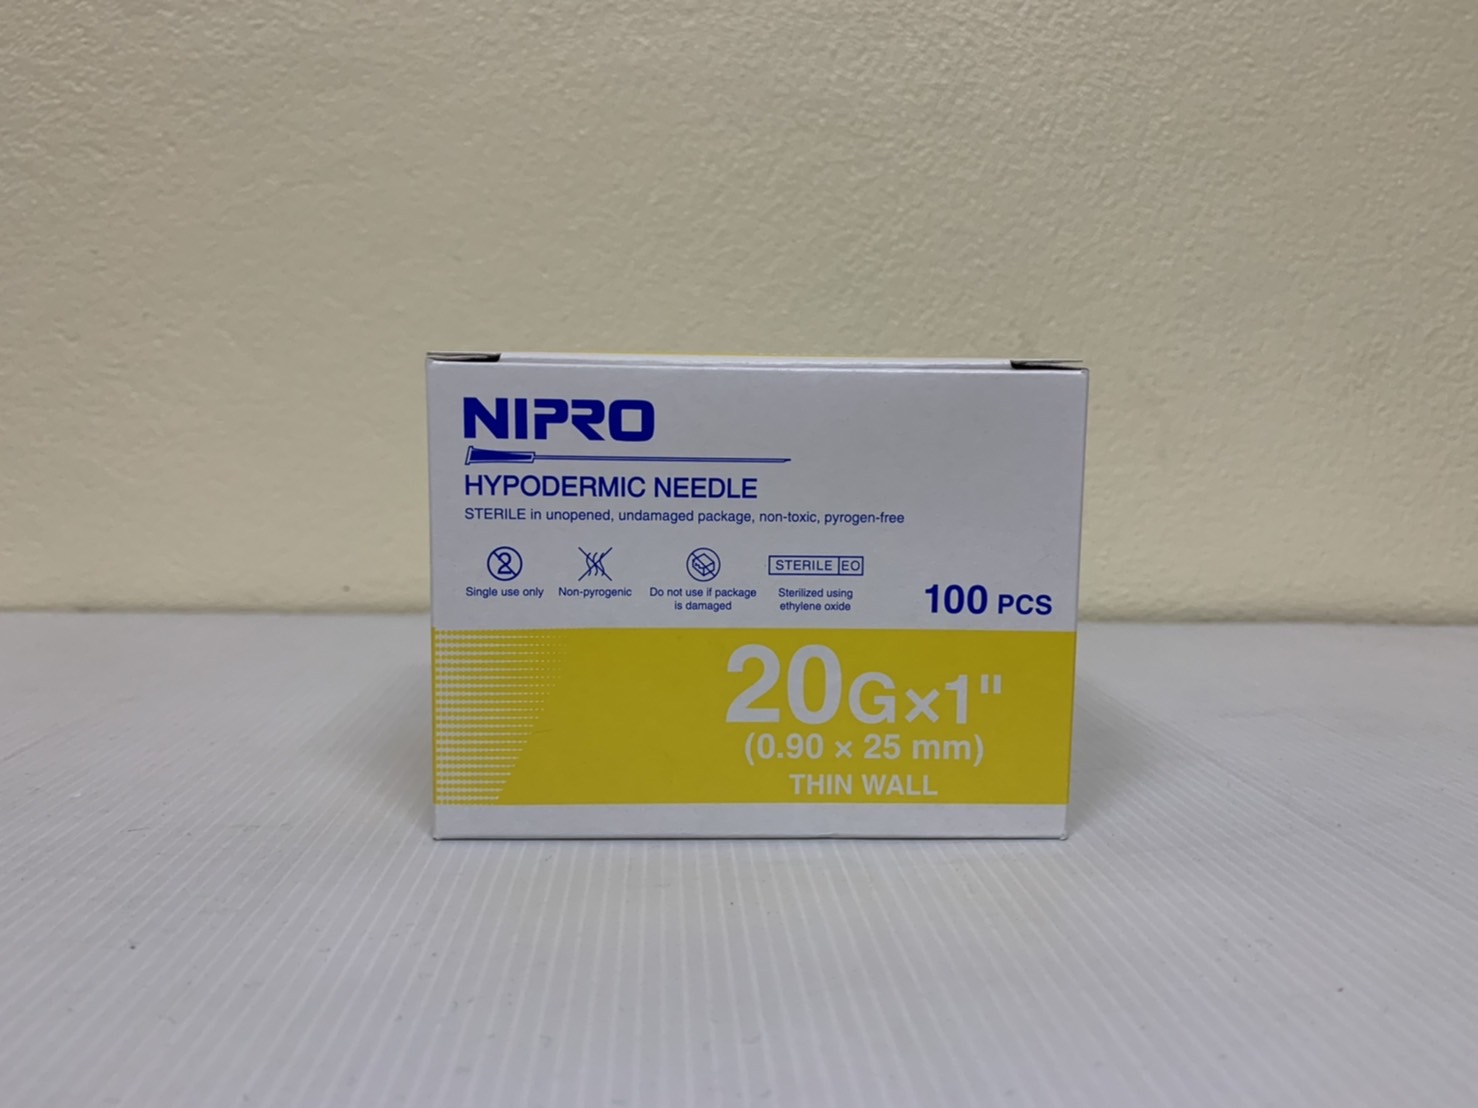 NIPRO
HYPODERMIC NEEDLE
STERILE in unopened, undamaged package, non-toxic, pyrogen-free
2
STERILE EO
Single use only
Non-pyrogenic
Do not use if package
is damaged
Sterilized using
ethylene oxide
100 PCS
20G×1"
(0.90 × 25 mm)
THIN WALL